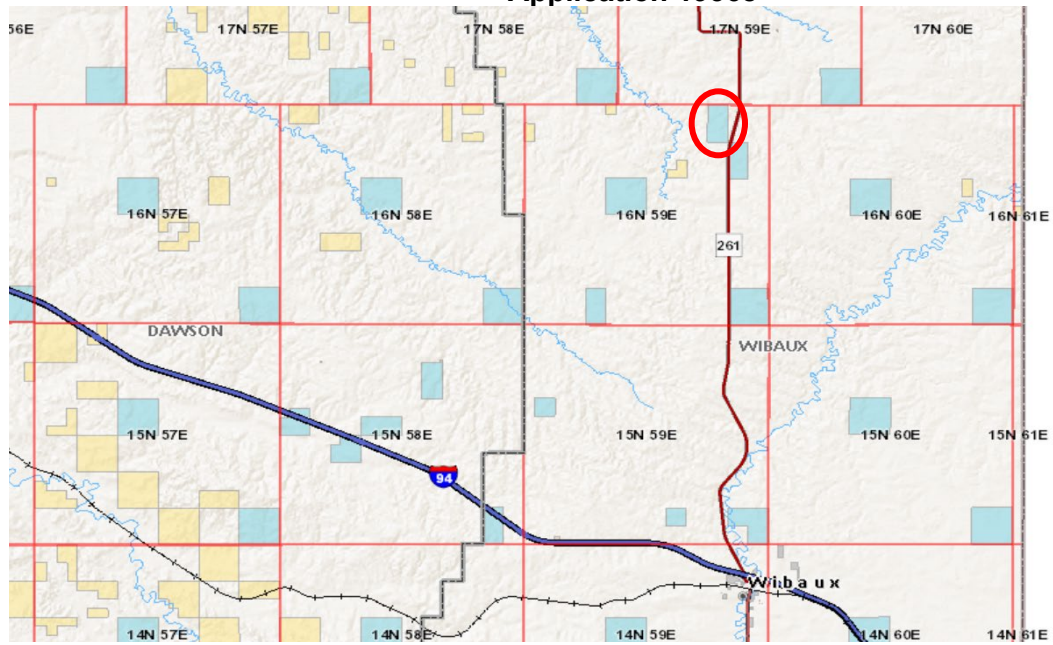 56E 17N 57E 17N 58E 17N 59E 17N 60E
16N 57E 16N 58E 16N 59E 16N 60E 16N 61E
261
DAWSON WIBAUX
15N 57E 15N 58E 15N 59E 15N 60E 15N 61E
94
Wibaux
14N 57E 14N 58E 14N 59E 14N 60E 14N 61E